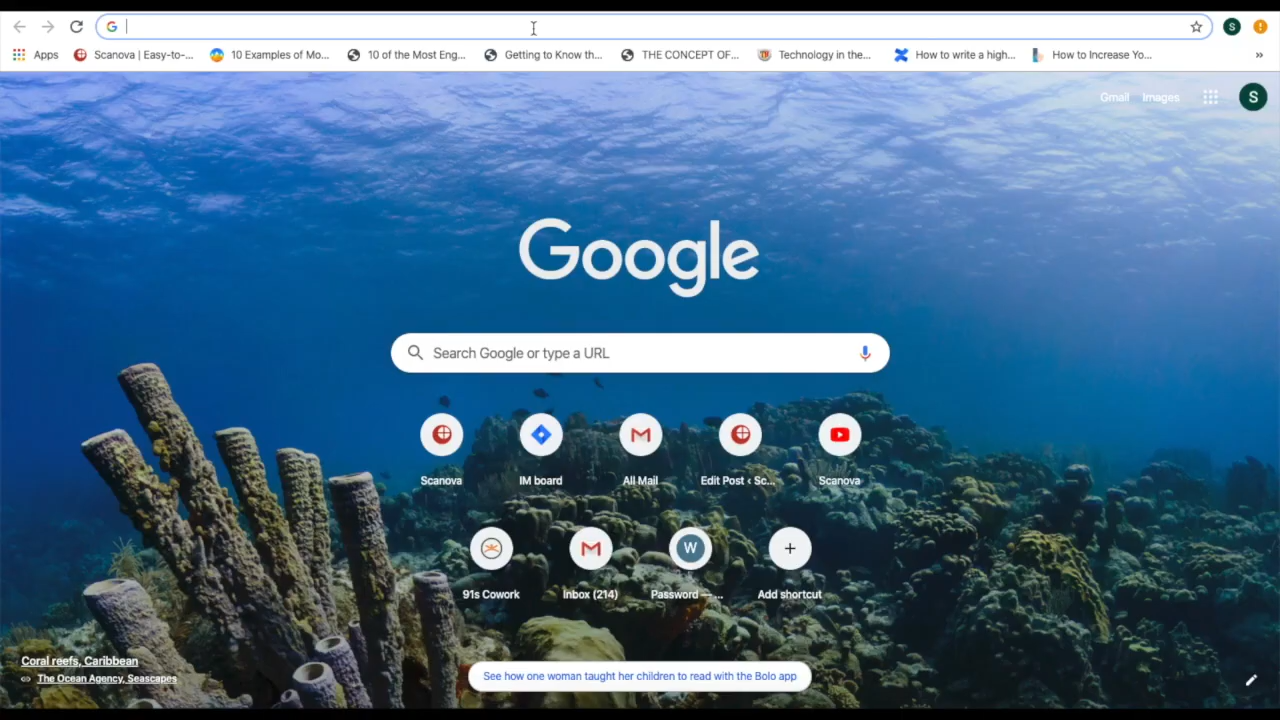 G
S
!
Apps
Scanova | Easy-to-...
10 Examples of Mo...
10 of the Most Eng...
Getting to Know th...
THE CONCEPT OF...
Technology in the...
How to write a high...
How to Increase Yo...
»
Gmail
Images
S
Google
Search Google or type a URL
Scanova
IM board
All Mail
Edit Post ‹ Sc...
Scanova
W
91s Cowork
Inbox (214)
Password — ...
Add shortcut
Coral reefs, Caribbean
The Ocean Agency, Seascapes
See how one woman taught her children to read with the Bolo app